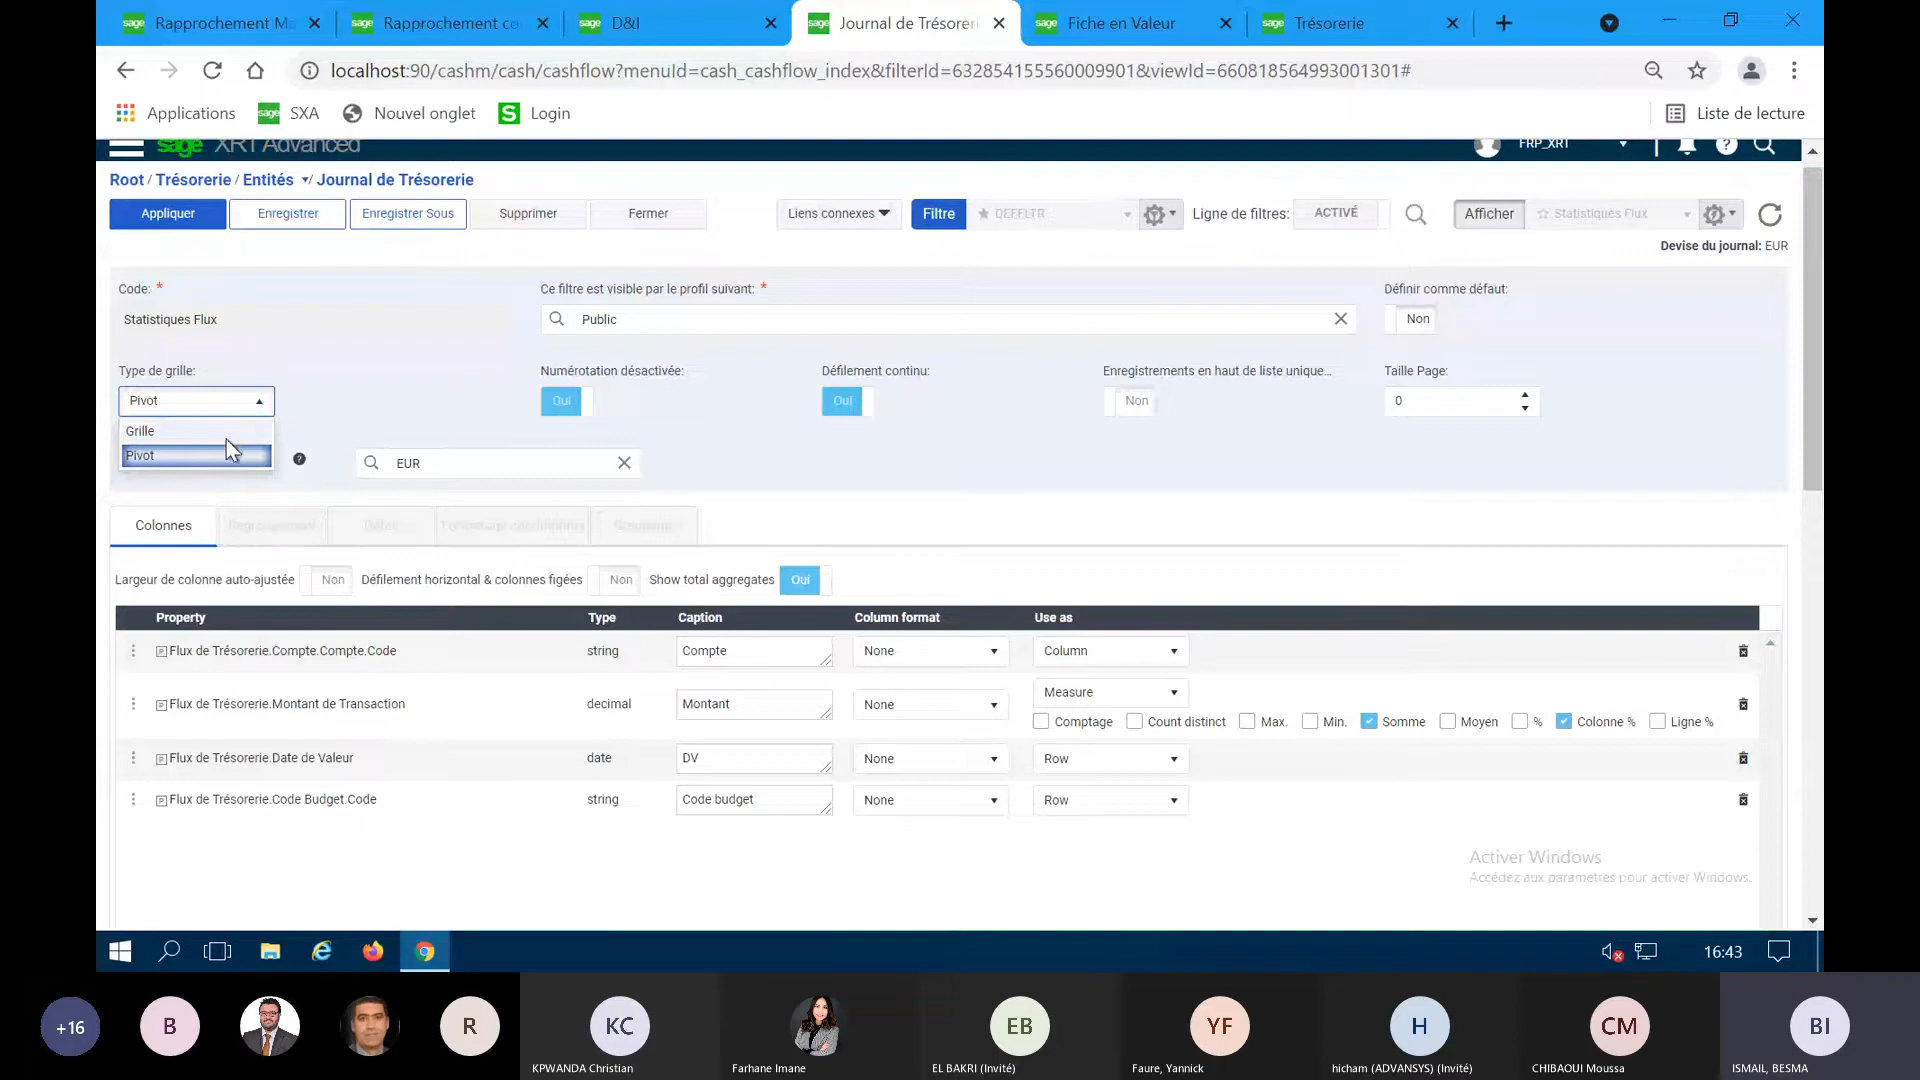 sage Rapprochement Ma
sage Rapprochement co
sage D&I
sage Journal de Trésoreri
sage Fiche en Valeur
sage Trésorerie
localhost:90/cashm/cash/cashflow?menuId=cash_cashflow_index&filterId=632854155560009901&viewId=660818564993001301#
Applications
sage SXA
Nouvel onglet
S Login
Liste de lecture
sage XRT Advanced
FRP_XRT
Root / Trésorerie / Entités / Journal de Trésorerie
Appliquer
Enregistrer
Enregistrer Sous
Supprimer
Fermer
Liens connexes
Filtre
Ligne de filtres:
ACTIVÉ
Afficher
Statistiques Flux
Devise du journal: EUR
Code: *
Ce filtre est visible par le profil suivant: *
Définir comme défaut:
Statistiques Flux
Public
Non
Type de grille:
Numérotation désactivée:
Défilement continu:
Enregistrements en haut de liste unique...
Taille Page:
Pivot
Oui
Oui
Non
0
Grille
Pivot
?
EUR
Colonnes
Largeur de colonne auto-ajustée Non Défilement horizontal & colonnes figées Non Show total aggregates Oui
Property Type Caption Column format Use as
Flux de Trésorerie.Compte.Compte.Code string Compte None Column
Flux de Trésorerie.Montant de Transaction decimal Montant None Measure
Comptage Count distinct Max. Min. Somme Moyen % Colonne % Ligne %
Flux de Trésorerie.Date de Valeur date DV None Row
Flux de Trésorerie.Code Budget.Code string Code budget None Row
Activer Windows
Accédez aux paramètres pour activer Windows.
16:43
+16
B
R
KC
EB
YF
H
CM
BI
KPWANDA Christian
Farhane Imane
EL BAKRI (Invité)
Faure, Yannick
hicham (ADVANSYS) (Invité)
CHIBAOUI Moussa
ISMAIL, BESMA